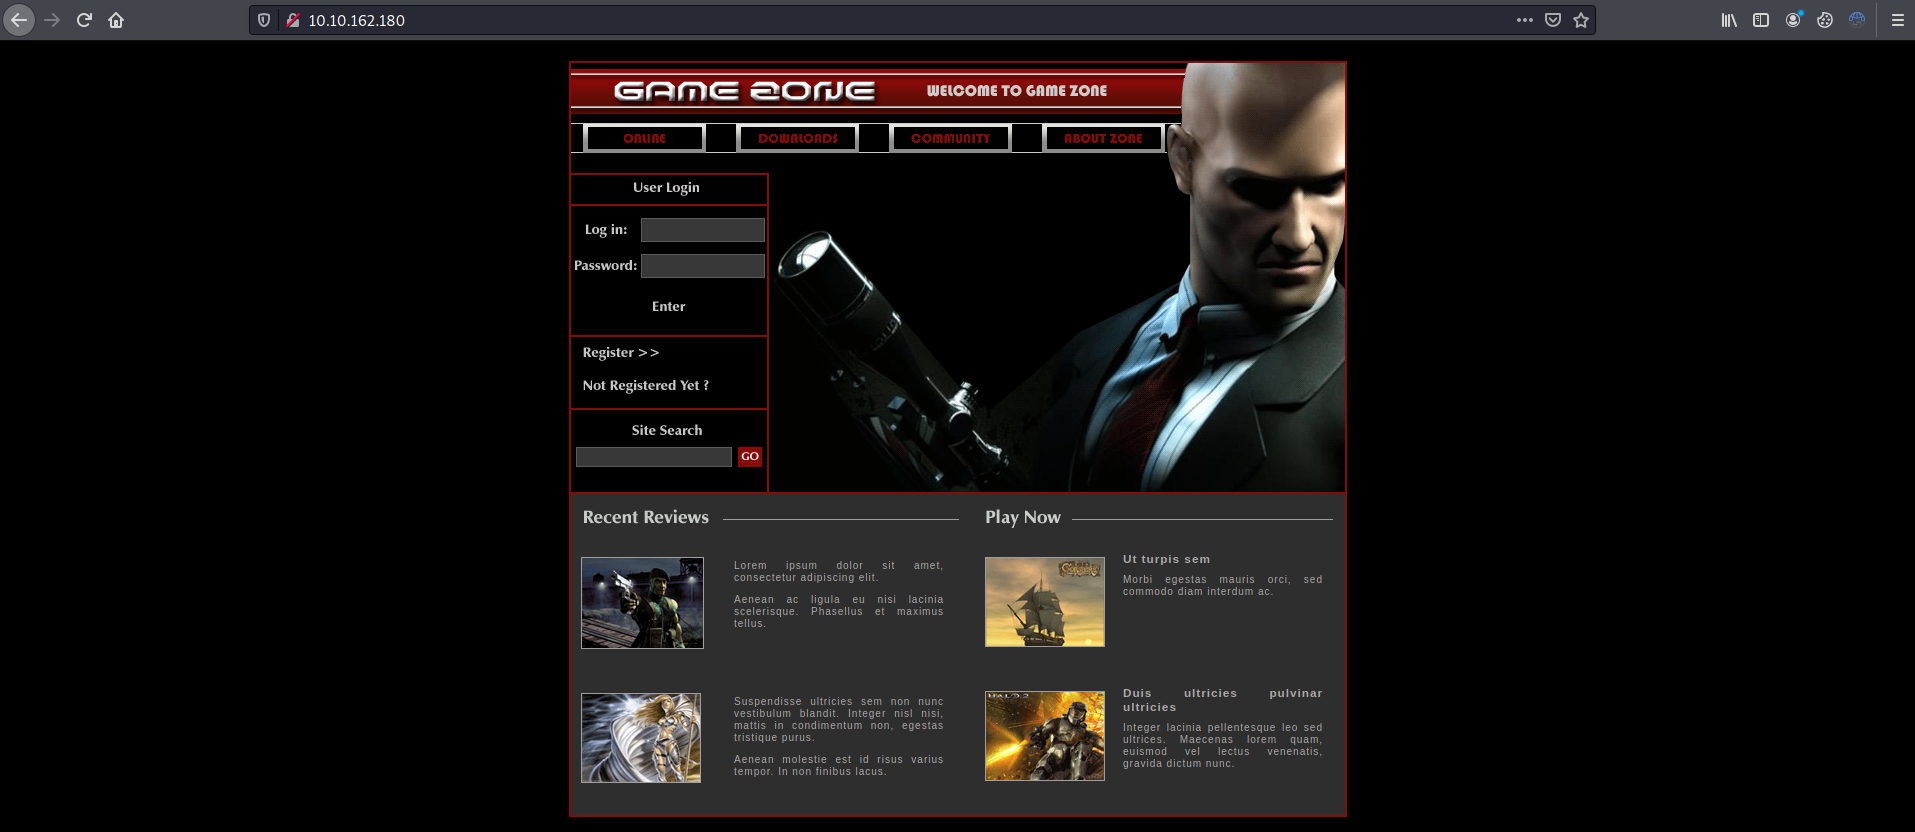 10.10.162.180
GAME ZONE
WELCOME TO GAME ZONE
ONLINE
DOWNLOADS
COMMUNITY
ABOUT ZONE
User Login
Log in:
Password:
Enter
Register >>
Not Registered Yet ?
Site Search
GO
Recent Reviews
Lorem ipsum dolor sit amet,
consectetur adipiscing elit.
Aenean ac ligula eu nisi lacinia
scelerisque. Phasellus et maximus
tellus.
Suspendisse ultricies sem non nunc
vestibulum blandit. Integer nisl nisi,
mattis in condimentum non, egestas
tristique purus.
Aenean molestie est id risus varius
tempor. In non finibus lacus.
Play Now
Ut turpis sem
Morbi egestas mauris orci, sed
commodo diam interdum ac.
HALO 2
Duis ultricies pulvinar
ultricies
Integer lacinia pellentesque leo sed
ultrices. Maecenas lorem quam,
euismod vel lectus venenatis,
gravida dictum nunc.